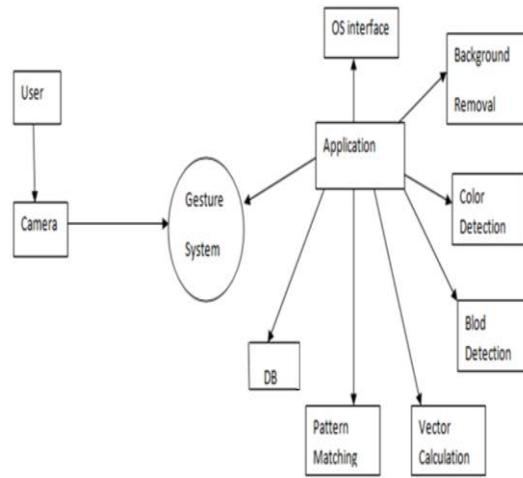 OS interface
Background
Removal
User
Application
Gesture
System
Color
Detection
Camera
Blod
Detection
DB
Pattern
Matching
Vector
Calculation